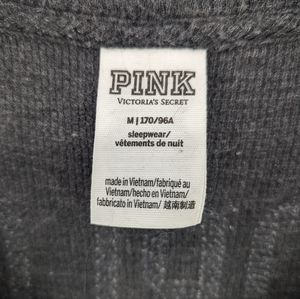 PINK
VICTORIA'S SECRET
M | 170/96A
sleepwear/
vêtements de nuit
made in Vietnam/fabriqué au
Vietnam/hecho en Vietnam/
fabbricato in Vietnam/ 越南制造